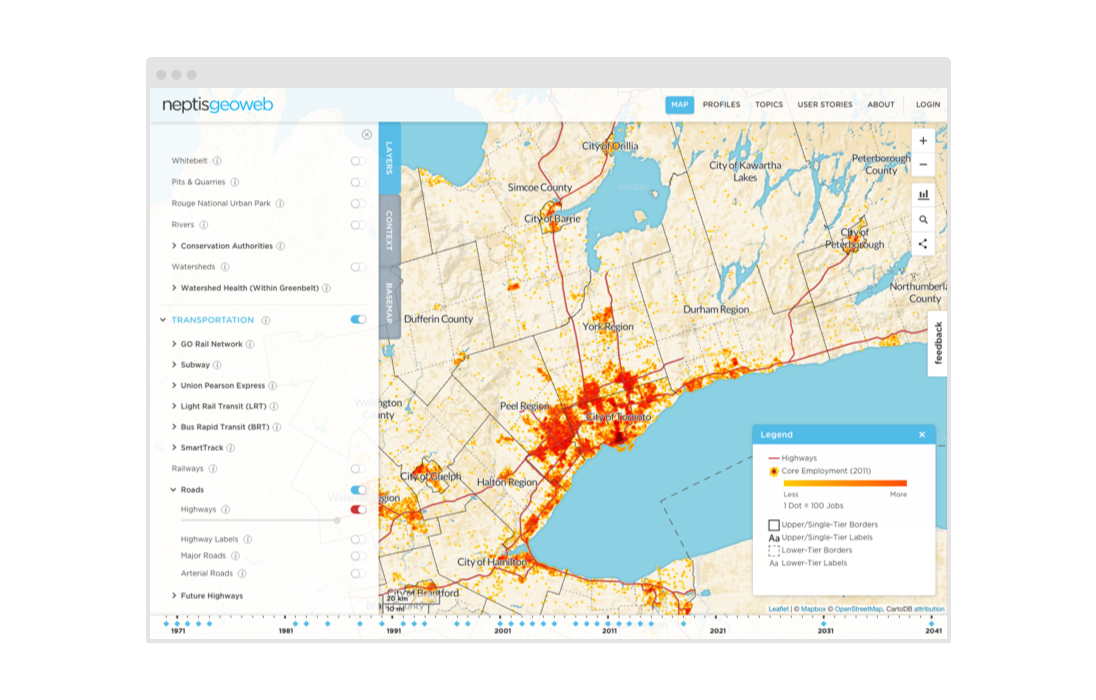 neptisgeoweb
MAP PROFILES TOPICS USER STORIES ABOUT LOGIN
Whitebelt
Pits & Quarries
Rouge National Urban Park
Rivers
Conservation Authorities
Watersheds
Watershed Health (Within Greenbelt)
TRANSPORTATION
GO Rail Network
Subway
Union Pearson Express
Light Rail Transit (LRT)
Bus Rapid Transit (BRT)
SmartTrack
Railways
Roads
Highways
Highway Labels
Major Roads
Arterial Roads
Future Highways
LAYERS
CONTEXT
BASEMAP
City of Orillia
City of Kawartha
Lakes
Peterborough
County
Simcoe County
City of Barrie
City of
Peterborough
Northumberl
County
Dufferin County
York Region
Durham Region
Wellington
County
Peel Region
City of Toronto
City of Guelph
Halton Region
Region
City of Hamilton
City of Brantford
20 km
10 mi
+
−
feedback
Legend
Highways
Core Employment (2011)
Less More
1 Dot = 100 Jobs
Upper/Single-Tier Borders
Aa Upper/Single-Tier Labels
Lower-Tier Borders
Aa Lower-Tier Labels
Leaflet | © Mapbox © OpenStreetMap, CartoDB attribution
1971 1981 1991 2001 2011 2021 2031 2041